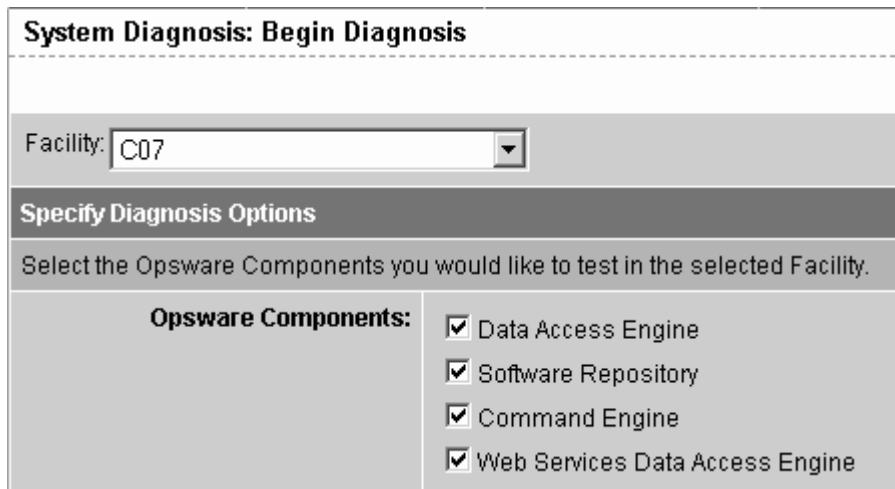 System Diagnosis: Begin Diagnosis
Facility: C07
Specify Diagnosis Options
Select the Opsware Components you would like to test in the selected Facility.
Opsware Components: Data Access Engine
Software Repository
Command Engine
Web Services Data Access Engine